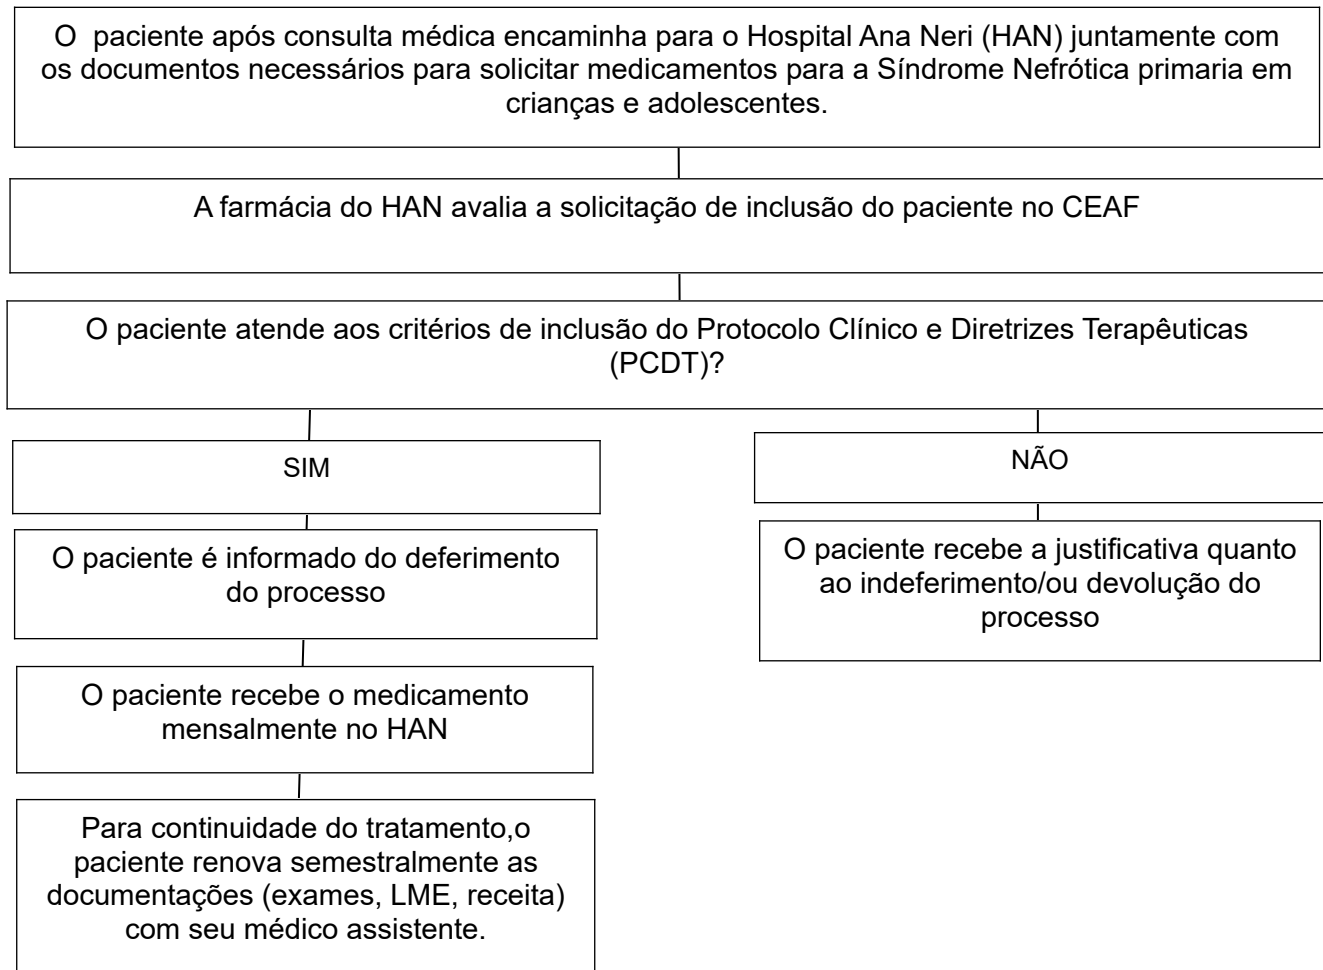 O  paciente após consulta médica encaminha para o Hospital Ana Neri (HAN) juntamente com
os documentos necessários para solicitar medicamentos para a Síndrome Nefrótica primaria em
crianças e adolescentes.
A farmácia do HAN avalia a solicitação de inclusão do paciente no CEAF
O paciente atende aos critérios de inclusão do Protocolo Clínico e Diretrizes Terapêuticas
(PCDT)?
SIM
O paciente é informado do deferimento
do processo
O paciente recebe o medicamento
mensalmente no HAN
Para continuidade do tratamento,o
paciente renova semestralmente as
documentações (exames, LME, receita)
com seu médico assistente.
NÃO
O paciente recebe a justificativa quanto
ao indeferimento/ou devolução do
processo